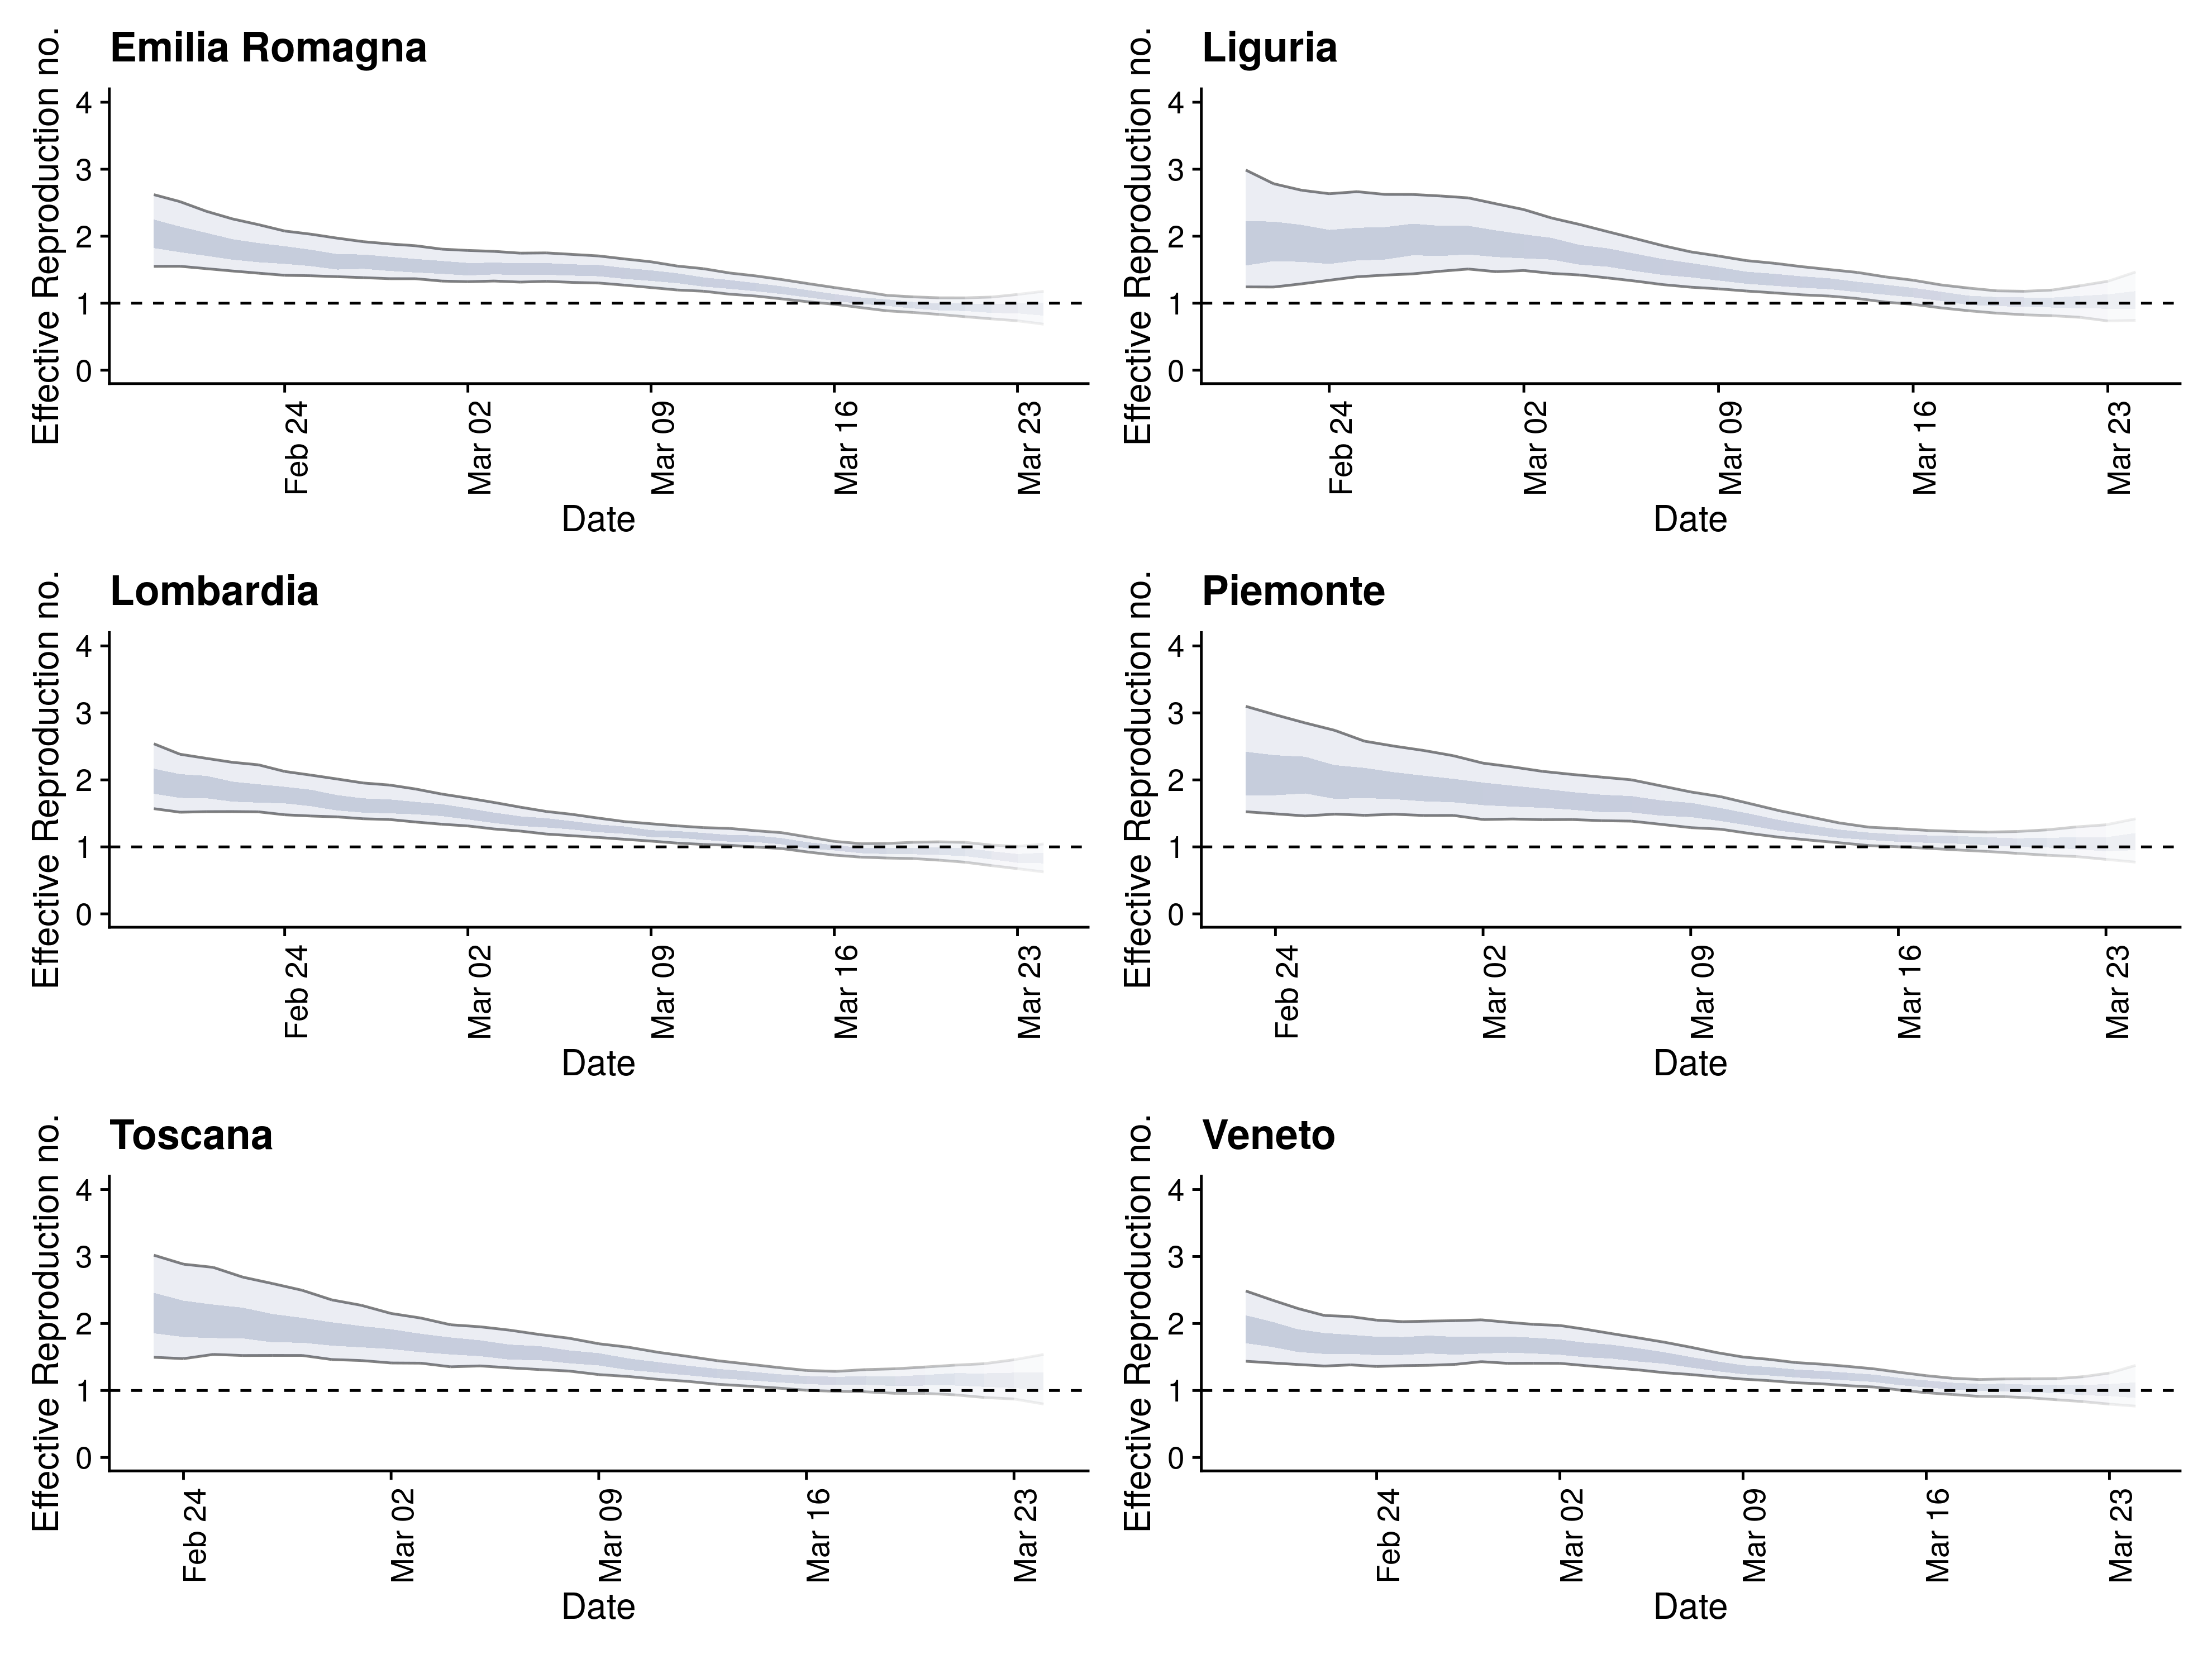 Emilia Romagna
Effective Reproduction no.
4
3
2
1
0
Feb 24
Mar 02
Mar 09
Mar 16
Mar 23
Date
Liguria
Effective Reproduction no.
4
3
2
1
0
Feb 24
Mar 02
Mar 09
Mar 16
Mar 23
Date
Lombardia
Effective Reproduction no.
4
3
2
1
0
Feb 24
Mar 02
Mar 09
Mar 16
Mar 23
Date
Piemonte
Effective Reproduction no.
4
3
2
1
0
Feb 24
Mar 02
Mar 09
Mar 16
Mar 23
Date
Toscana
Effective Reproduction no.
4
3
2
1
0
Feb 24
Mar 02
Mar 09
Mar 16
Mar 23
Date
Veneto
Effective Reproduction no.
4
3
2
1
0
Feb 24
Mar 02
Mar 09
Mar 16
Mar 23
Date